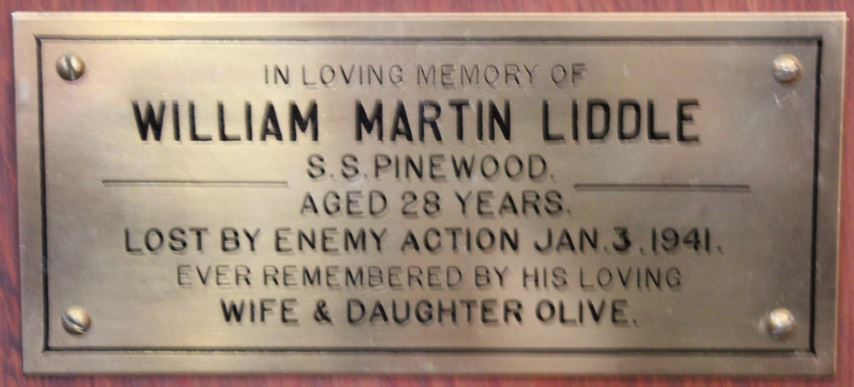 IN LOVING MEMORY OF
WILLIAM MARTIN LIDDLE
S.S. PINEWOOD.
AGED 28 YEARS.
LOST BY ENEMY ACTION JAN. 3. 1941.
EVER REMEMBERED BY HIS LOVING
WIFE & DAUGHTER OLIVE.